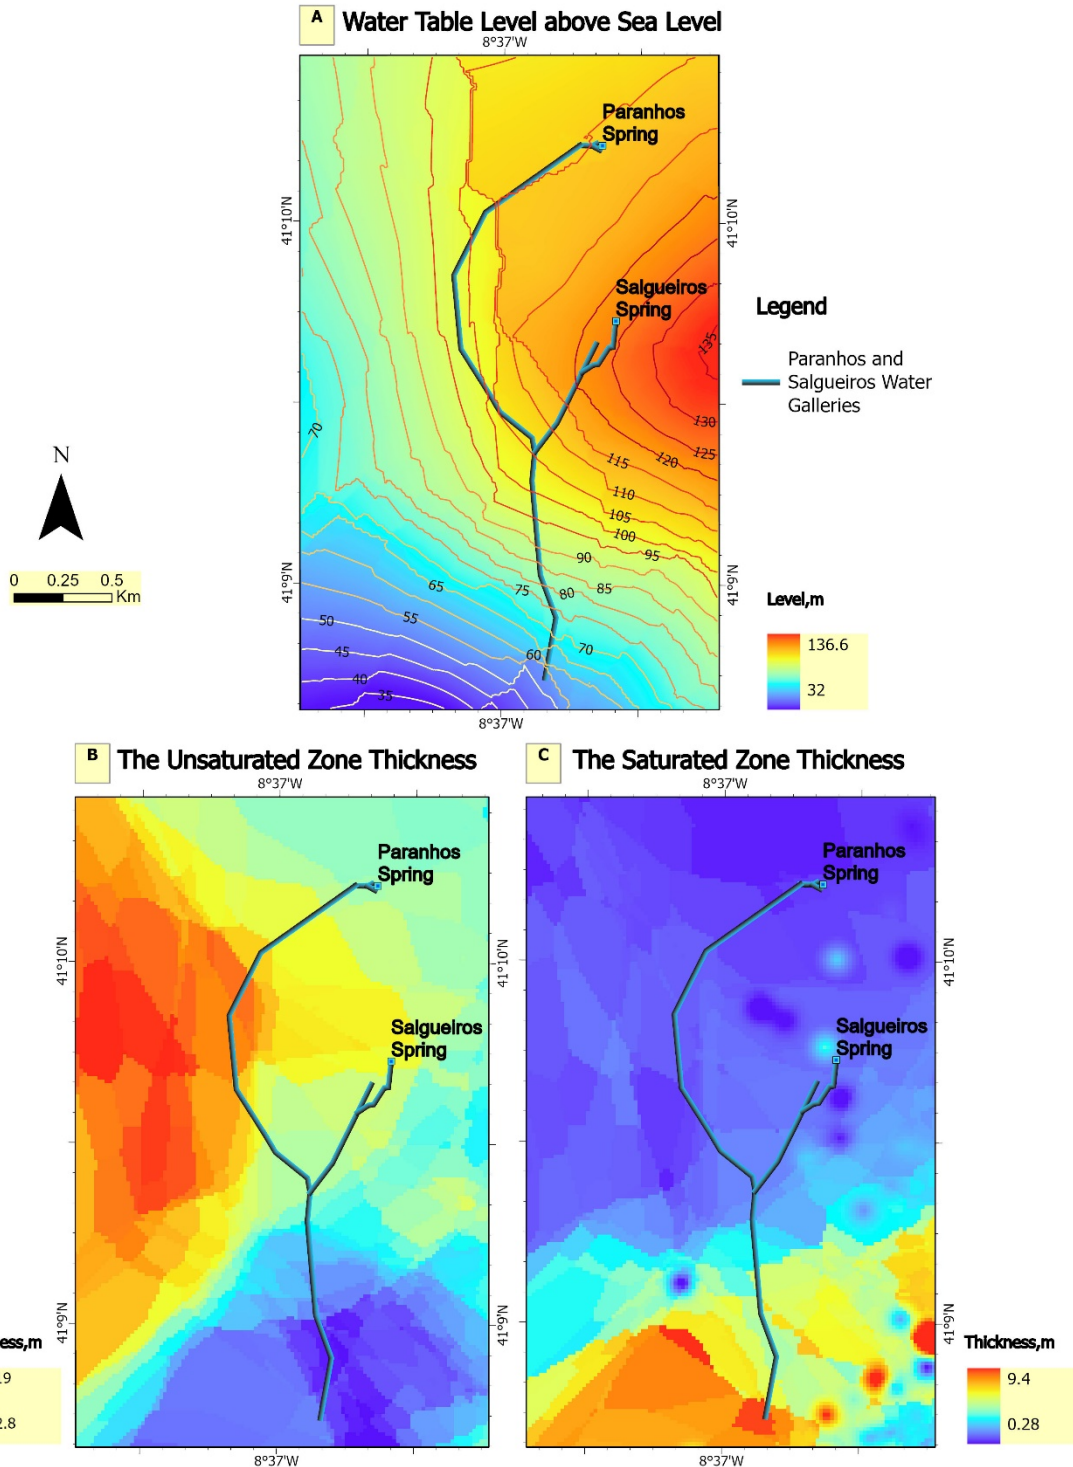 A
Water Table Level above Sea Level
8°37'W
Paranhos
Spring
41°10'N
41°10'N
Salgueiros
Spring
135
130
125
120
115
110
105
100
95
90
85
80
75
70
65
60
55
50
45
40
35
70
70
41°9'N
41°9'N
8°37'W
Legend
Paranhos and
Salgueiros Water
Galleries
N
0 0.25 0.5
Km
Level,m
136.6
32
B
The Unsaturated Zone Thickness
8°37'W
Paranhos
Spring
41°10'N
Salgueiros
Spring
41°9'N
8°37'W
ess,m
.9
2.8
C
The Saturated Zone Thickness
8°37'W
Paranhos
Spring
41°10'N
Salgueiros
Spring
41°9'N
8°37'W
Thickness,m
9.4
0.28